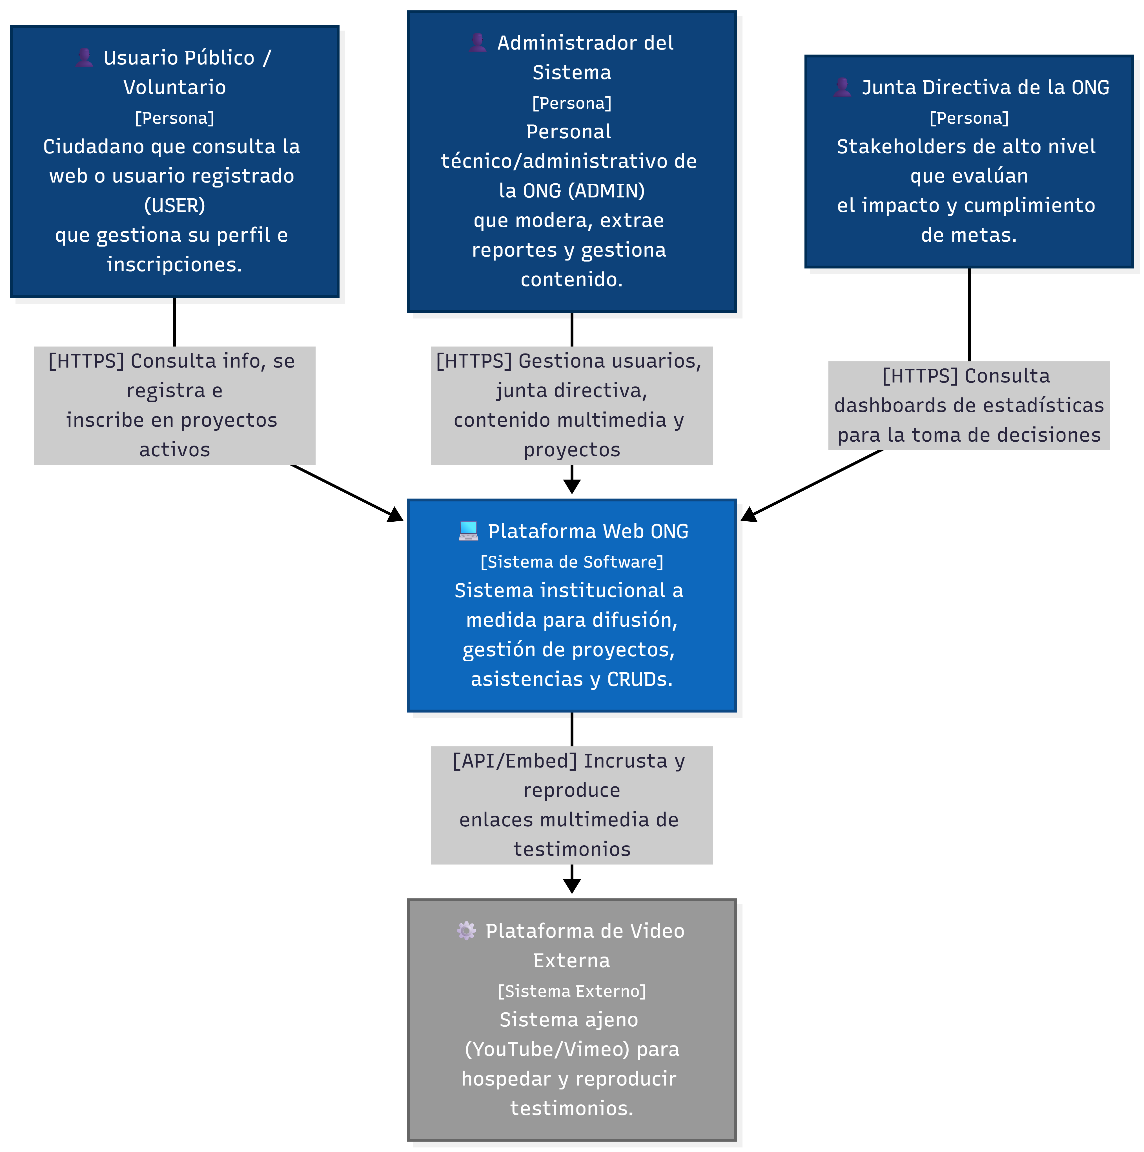 Usuario Público /
Voluntario
[Persona]
Ciudadano que consulta la
web o usuario registrado
(USER)
que gestiona su perfil e
inscripciones.
Administrador del
Sistema
[Persona]
Personal
técnico/administrativo de
la ONG (ADMIN)
que modera, extrae
reportes y gestiona
contenido.
Junta Directiva de la ONG
[Persona]
Stakeholders de alto nivel
que evalúan
el impacto y cumplimiento
de metas.
[HTTPS] Consulta info, se
registra e
inscribe en proyectos
activos
[HTTPS] Gestiona usuarios,
junta directiva,
contenido multimedia y
proyectos
[HTTPS] Consulta
dashboards de estadísticas
para la toma de decisiones
Plataforma Web ONG
[Sistema de Software]
Sistema institucional a
medida para difusión,
gestión de proyectos,
asistencias y CRUDs.
[API/Embed] Incrusta y
reproduce
enlaces multimedia de
testimonios
Plataforma de Video
Externa
[Sistema Externo]
Sistema ajeno
(YouTube/Vimeo) para
hospedar y reproducir
testimonios.